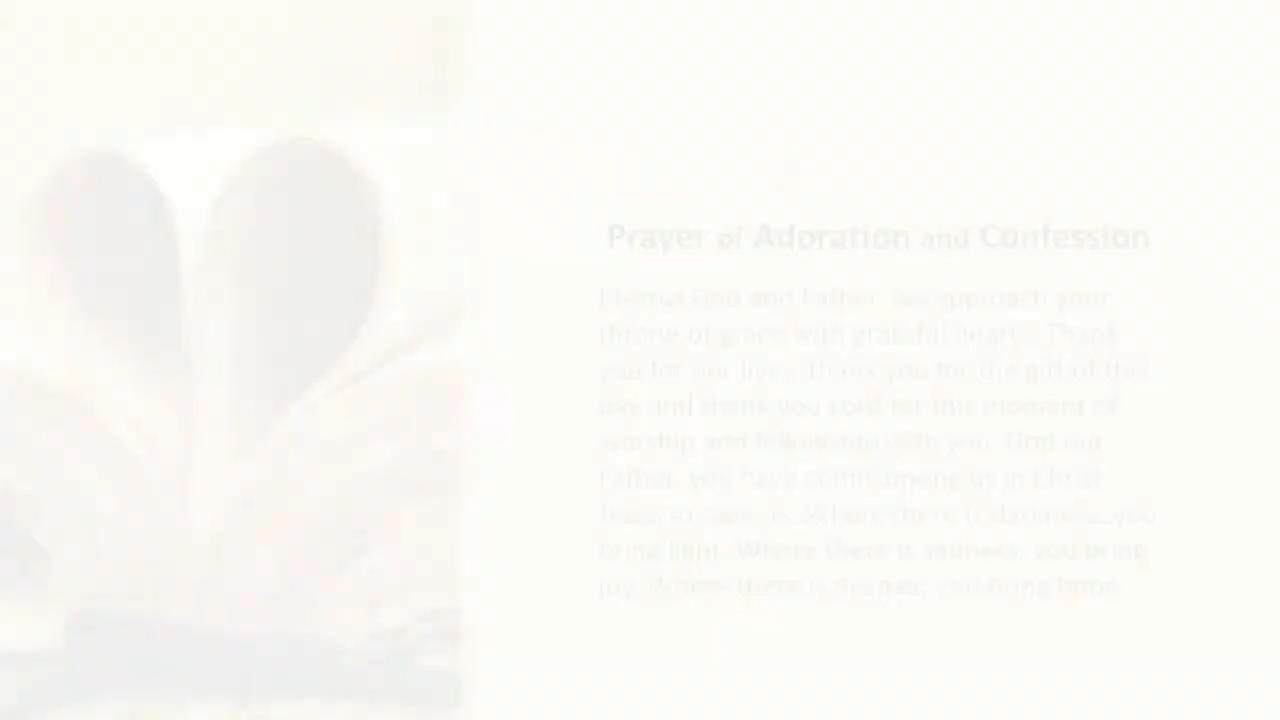 Prayer of Adoration and Confession
Eternal God and Father, we approach your
throne of grace with grateful hearts. Thank
you for our lives, thank you for the gift of this
day and thank you Lord for this moment of
worship and fellowship with you. God our
Father, you have come among us in Christ
Jesus to save us. Where there is darkness, you
bring light. Where there is sadness, you bring
joy. Where there is despair, you bring hope.